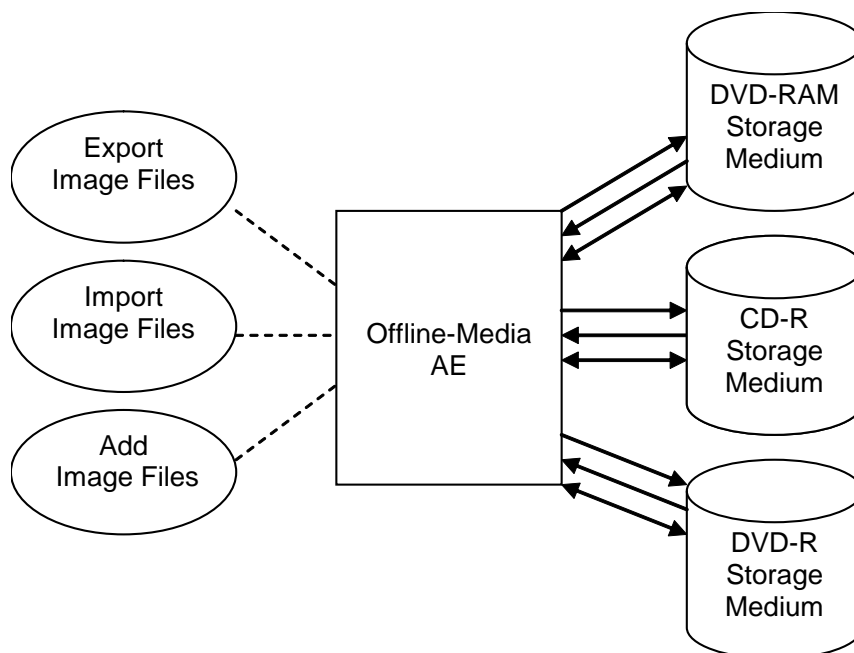 Export
Image Files
Import
Image Files
Add
Image Files
Offline-Media
AE
DVD-RAM
Storage
Medium
CD-R
Storage
Medium
DVD-R
Storage
Medium